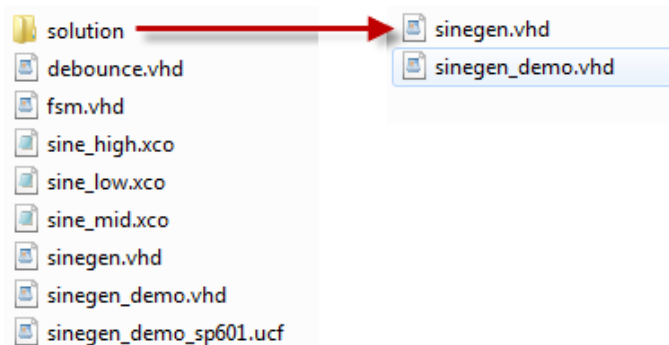 solution
debounce.vhd
fsm.vhd
sine_high.xco
sine_low.xco
sine_mid.xco
sinegen.vhd
sinegen_demo.vhd
sinegen_demo_sp601.ucf
sinegen.vhd
sinegen_demo.vhd